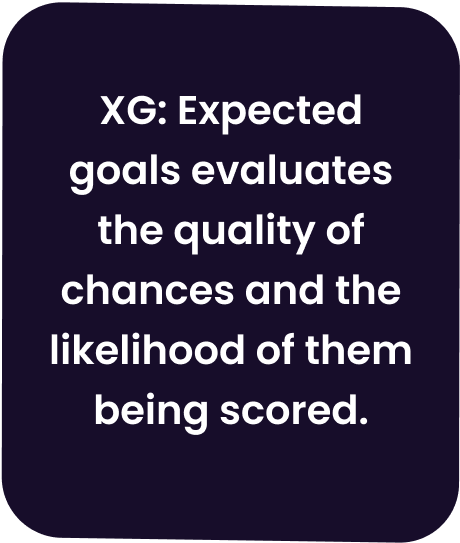 XG: Expected
goals evaluates
the quality of
chances and the
likelihood of them
being scored.